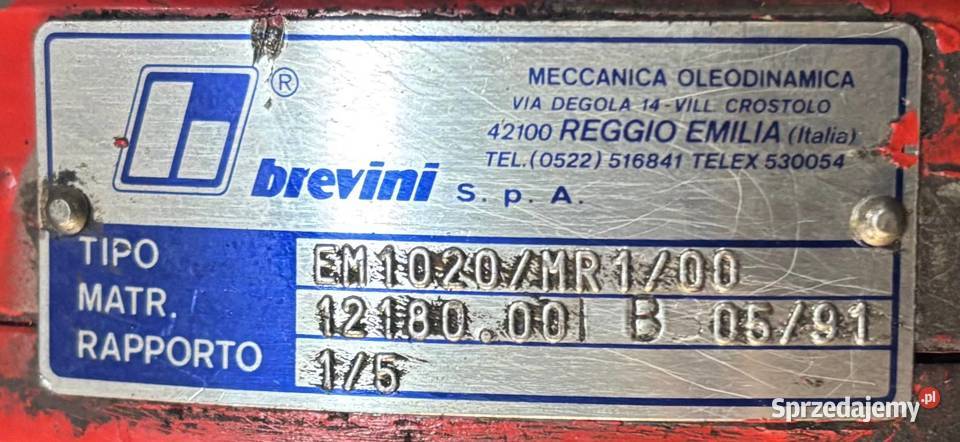 ®
MECCANICA OLEODINAMICA
VIA DEGOLA 14 - VILL. CROSTOLO
42100 REGGIO EMILIA (Italia)
TEL. (0522) 516841 TELEX 530054
brevini S.p.A.
TIPO EM1020/MR1/00
MATR. 12180.00 B 05/91
RAPPORTO 1/5
Sprzedajemy.pl